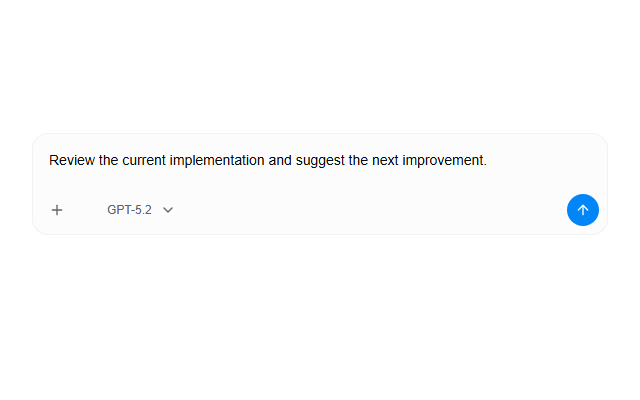 Review the current implementation and suggest the next improvement.
GPT-5.2